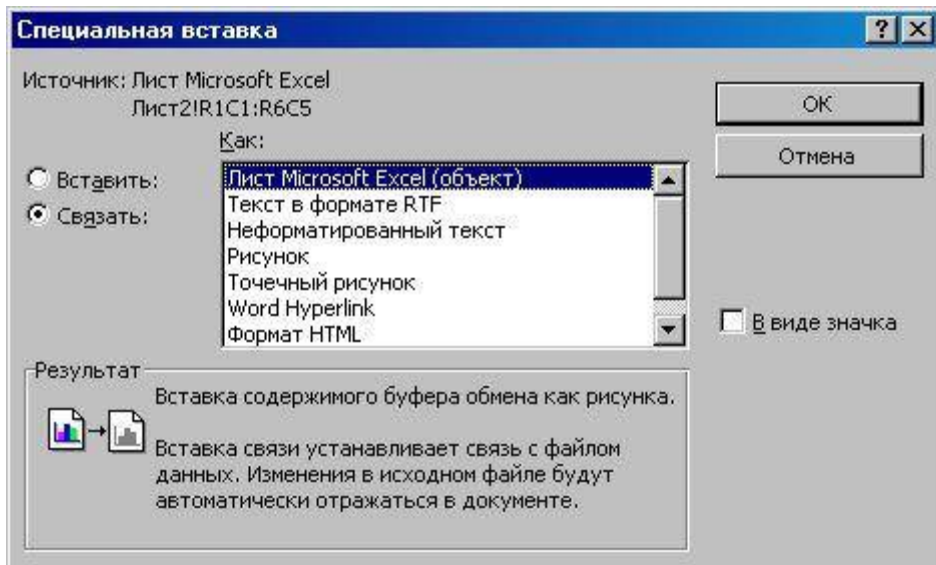 Специальная вставка
Источник: Лист Microsoft Excel
Лист2!R1C1:R6C5
Как:
ОК
Отмена
Вставить:
Связать:
Лист Microsoft Excel (объект)
Текст в формате RTF
Неформатированный текст
Рисунок
Точечный рисунок
Word Hyperlink
Формат HTML
В виде значка
Результат
Вставка содержимого буфера обмена как рисунка.
Вставка связи устанавливает связь с файлом
данных. Изменения в исходном файле будут
автоматически отражаться в документе.